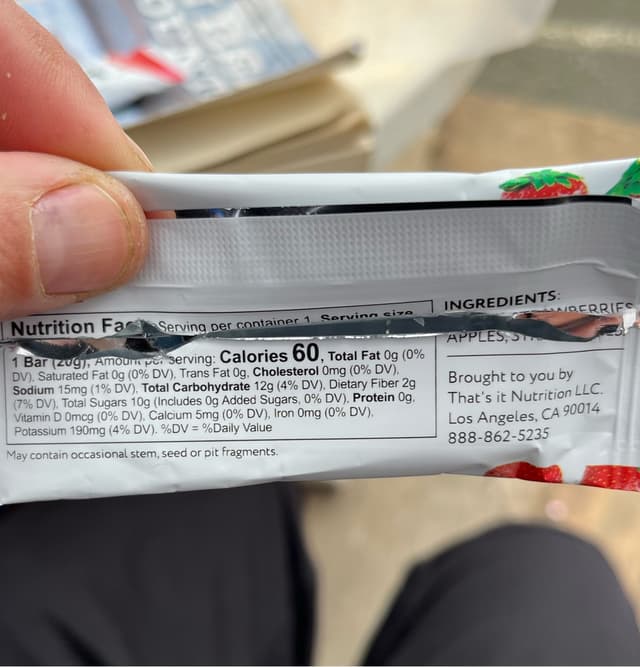 Nutrition Fac Serving per container 1 Serving size
1 Bar (20g), Amount per Serving: Calories 60, Total Fat 0g (0%
DV), Saturated Fat 0g (0% DV), Trans Fat 0g, Cholesterol 0mg (0% DV),
Sodium 15mg (1% DV), Total Carbohydrate 12g (4% DV), Dietary Fiber 2g
(7% DV), Total Sugars 10g (Includes 0g Added Sugars, 0% DV), Protein 0g,
Vitamin D 0mcg (0% DV), Calcium 5mg (0% DV), Iron 0mg (0% DV),
Potassium 190mg (4% DV). %DV = %Daily Value
May contain occasional stem, seed or pit fragments.
INGREDIENTS:
APPLES,
Brought to you by
That's it Nutrition LLC.
Los Angeles, CA 90014
888-862-5235